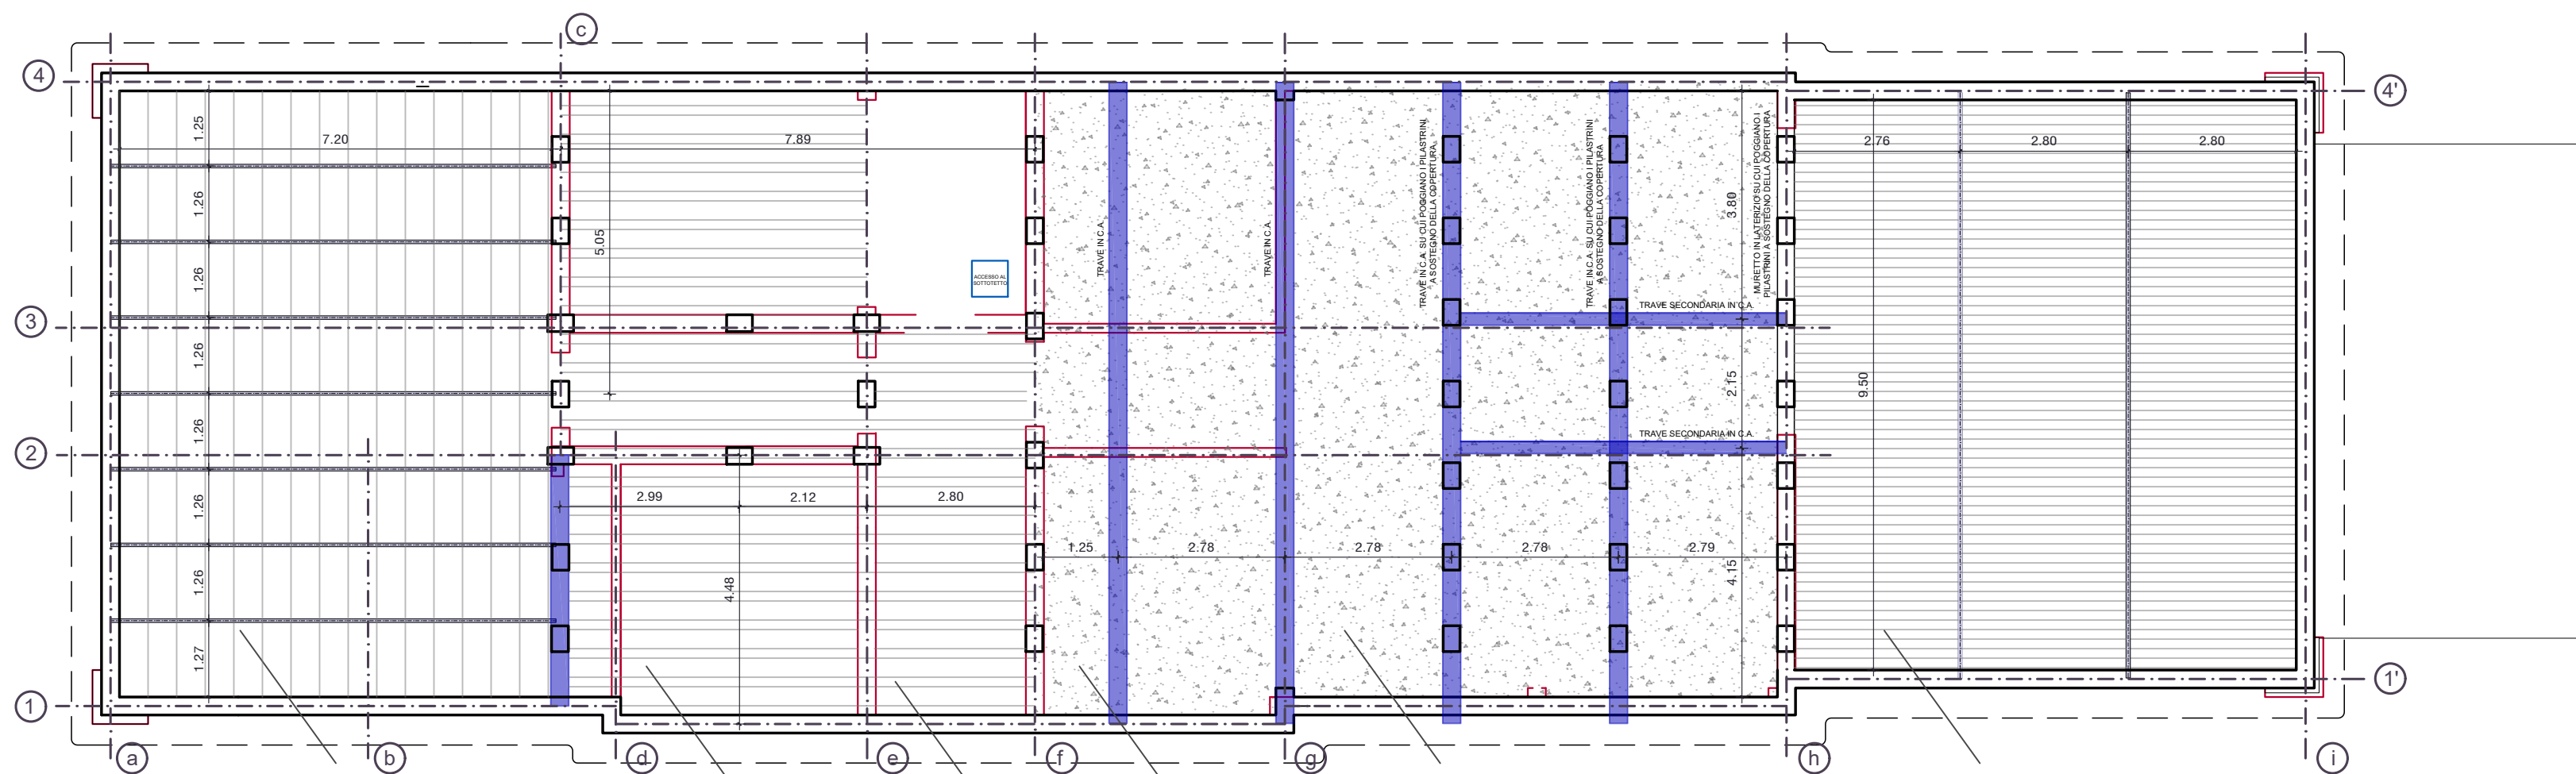 c
4
4'
1.25
7.20
7.89
2.76
2.80
2.80
1.26
5.05
3.80
TRAVE IN C.A.
TRAVE IN C.A.
TRAVE IN C.A. SU CUI POGGIANO I PILASTRINI
A SOSTEGNO DELLA COPERTURA
TRAVE IN C.A. SU CUI POGGIANO I PILASTRINI
A SOSTEGNO DELLA COPERTURA
MURETTO IN LATERIZIO SU CUI POGGIANO I
PILASTRINI A SOSTEGNO DELLA COPERTURA
1.26
ACCESSO AL
SOTTOTETTO
TRAVE SECONDARIA IN C.A.
3
1.26
2.15
9.50
1.26
TRAVE SECONDARIA IN C.A.
2
1.26
2.99
2.12
2.80
1.25
2.78
2.78
2.78
2.79
1.26
4.48
4.15
1.27
1
1'
a
b
d
e
f
g
h
i